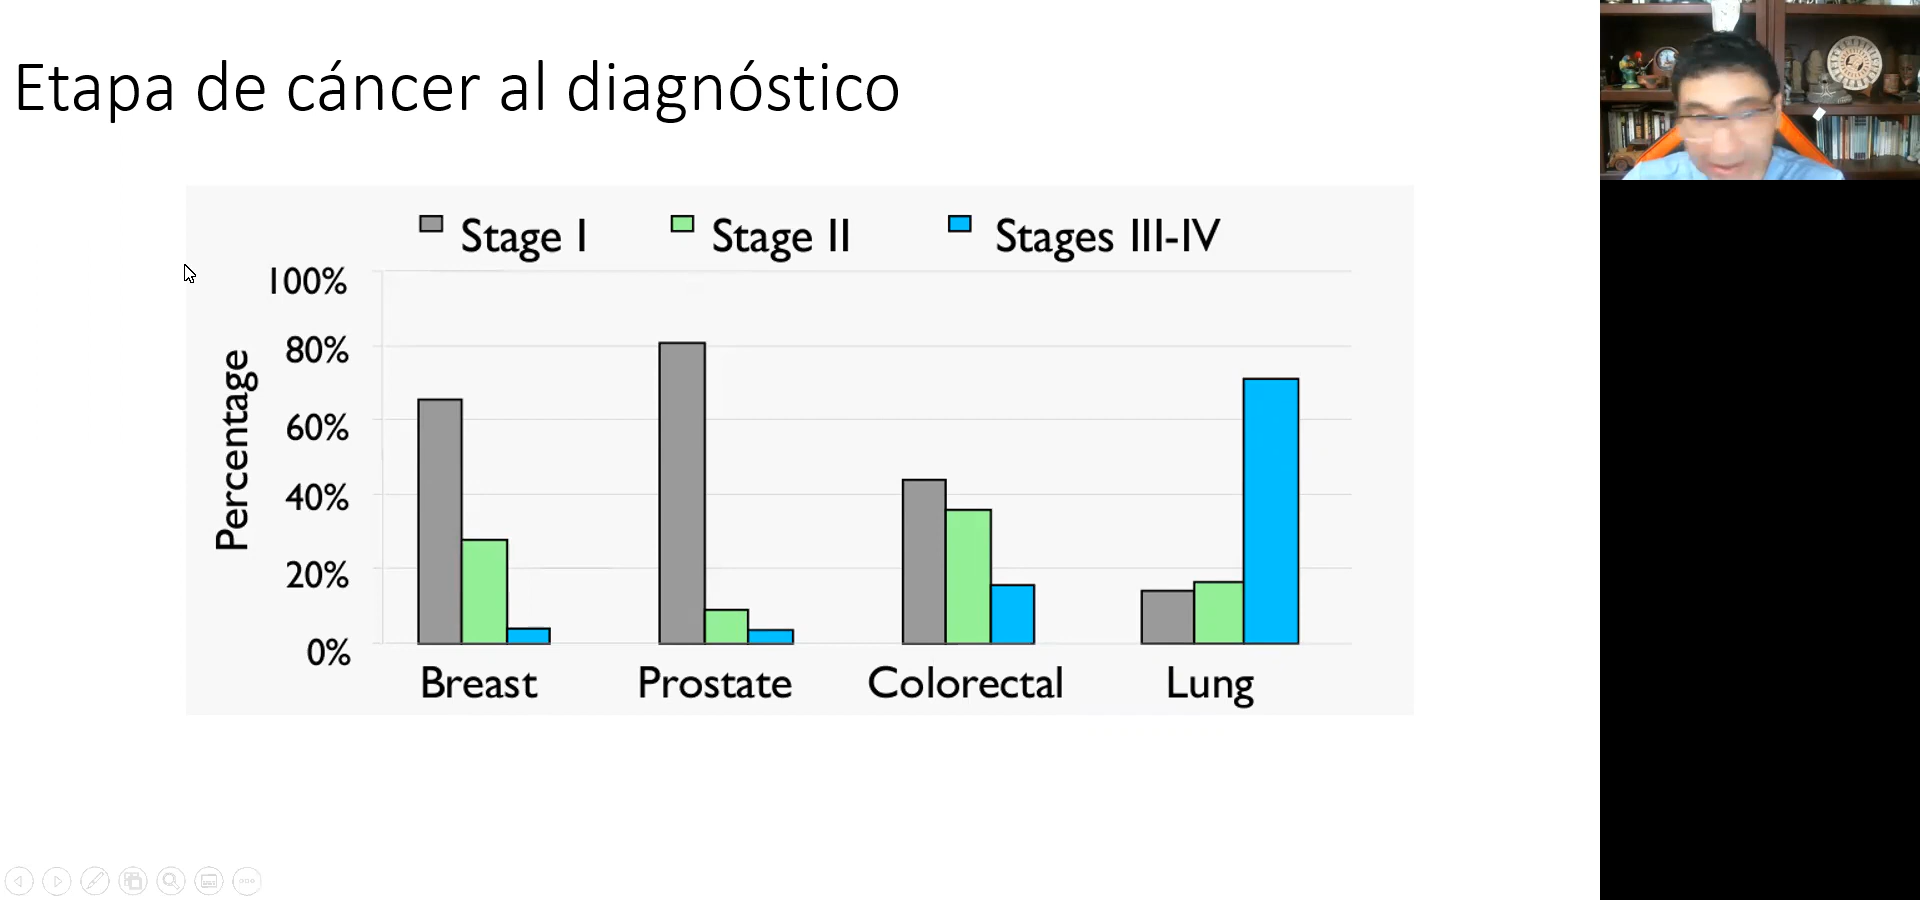 Etapa de cáncer al diagnóstico
Stage I
Stage II
Stages III-IV
Percentage
100%
80%
60%
40%
20%
0%
Breast
Prostate
Colorectal
Lung